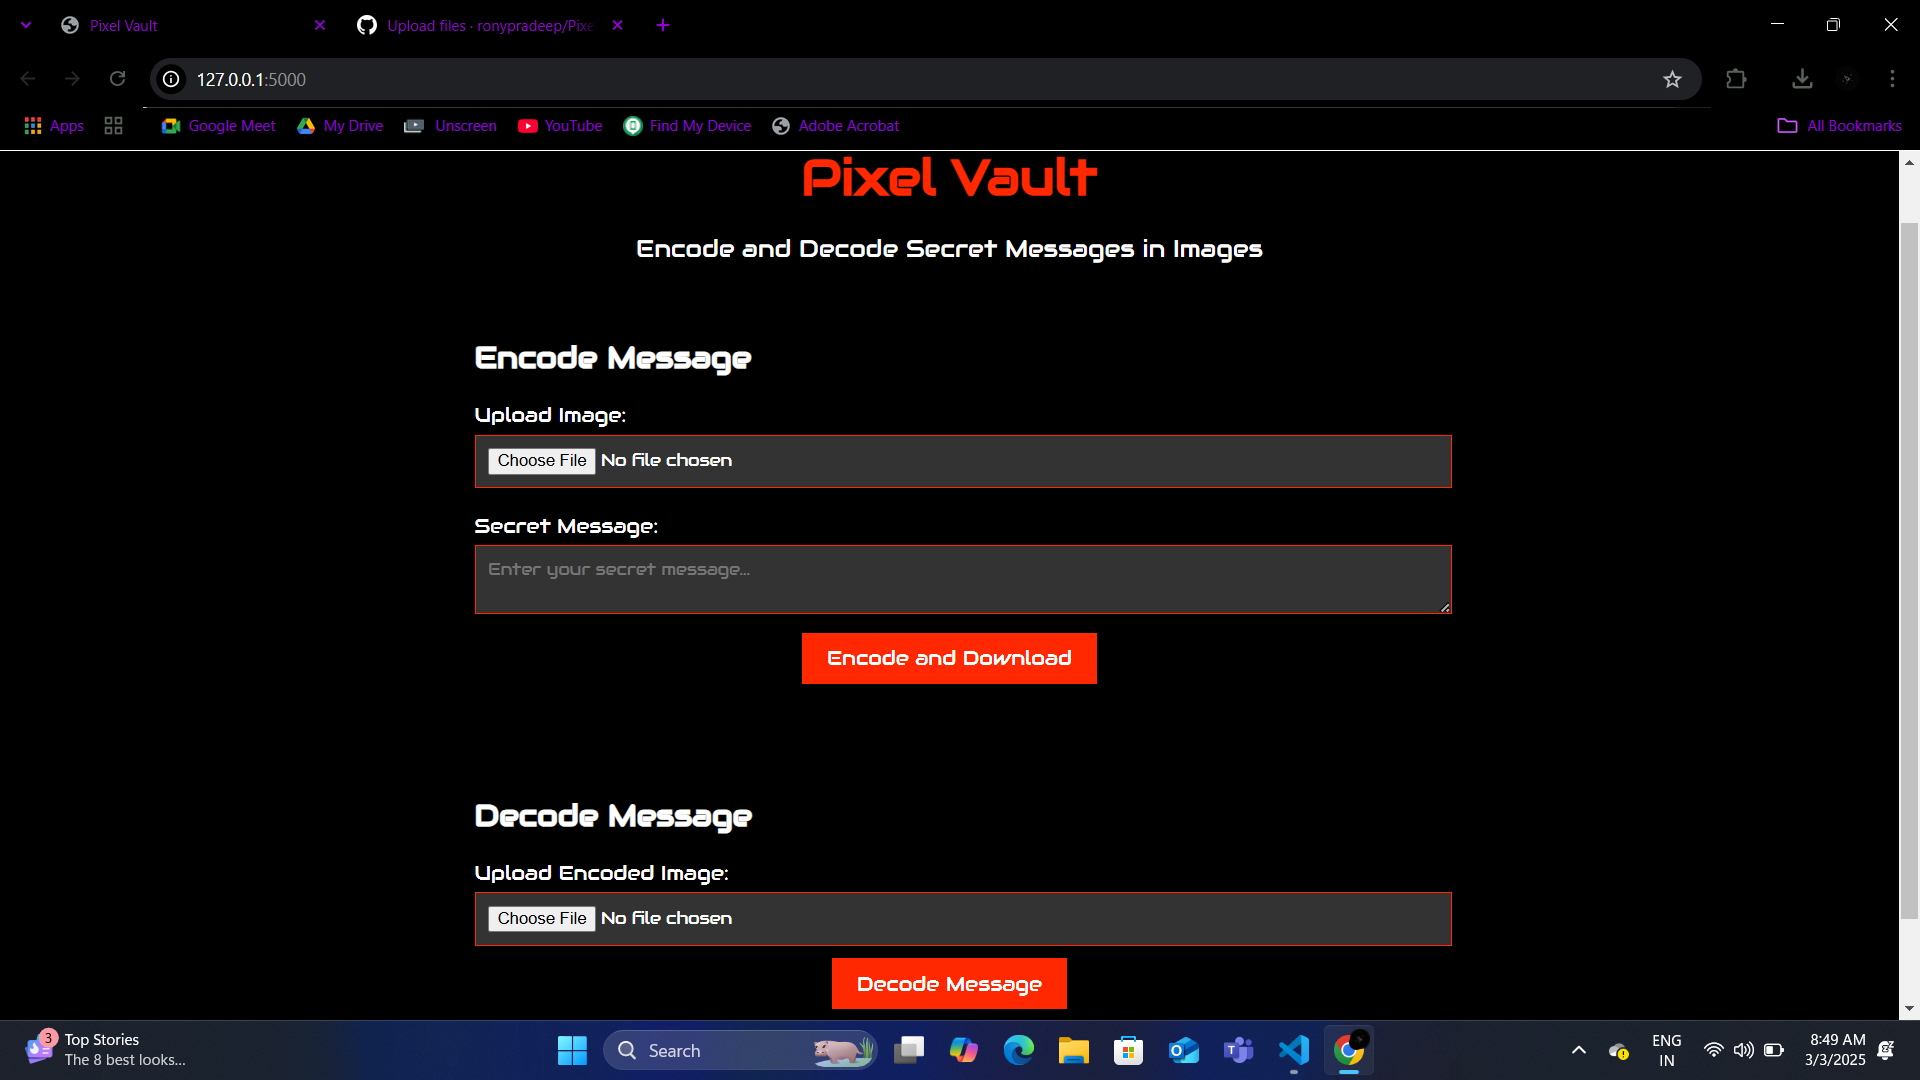 Pixel Vault
Upload files · ronypradeep/Pixe
127.0.0.1:5000
Apps
Google Meet
My Drive
Unscreen
YouTube
Find My Device
Adobe Acrobat
All Bookmarks
Pixel Vault
Encode and Decode Secret Messages in Images
Encode Message
Upload Image:
Choose File No file chosen
Secret Message:
Enter your secret message...
Encode and Download
Decode Message
Upload Encoded Image:
Choose File No file chosen
Decode Message
3
Top Stories
The 8 best looks...
Search
ENG
IN
8:49 AM
3/3/2025